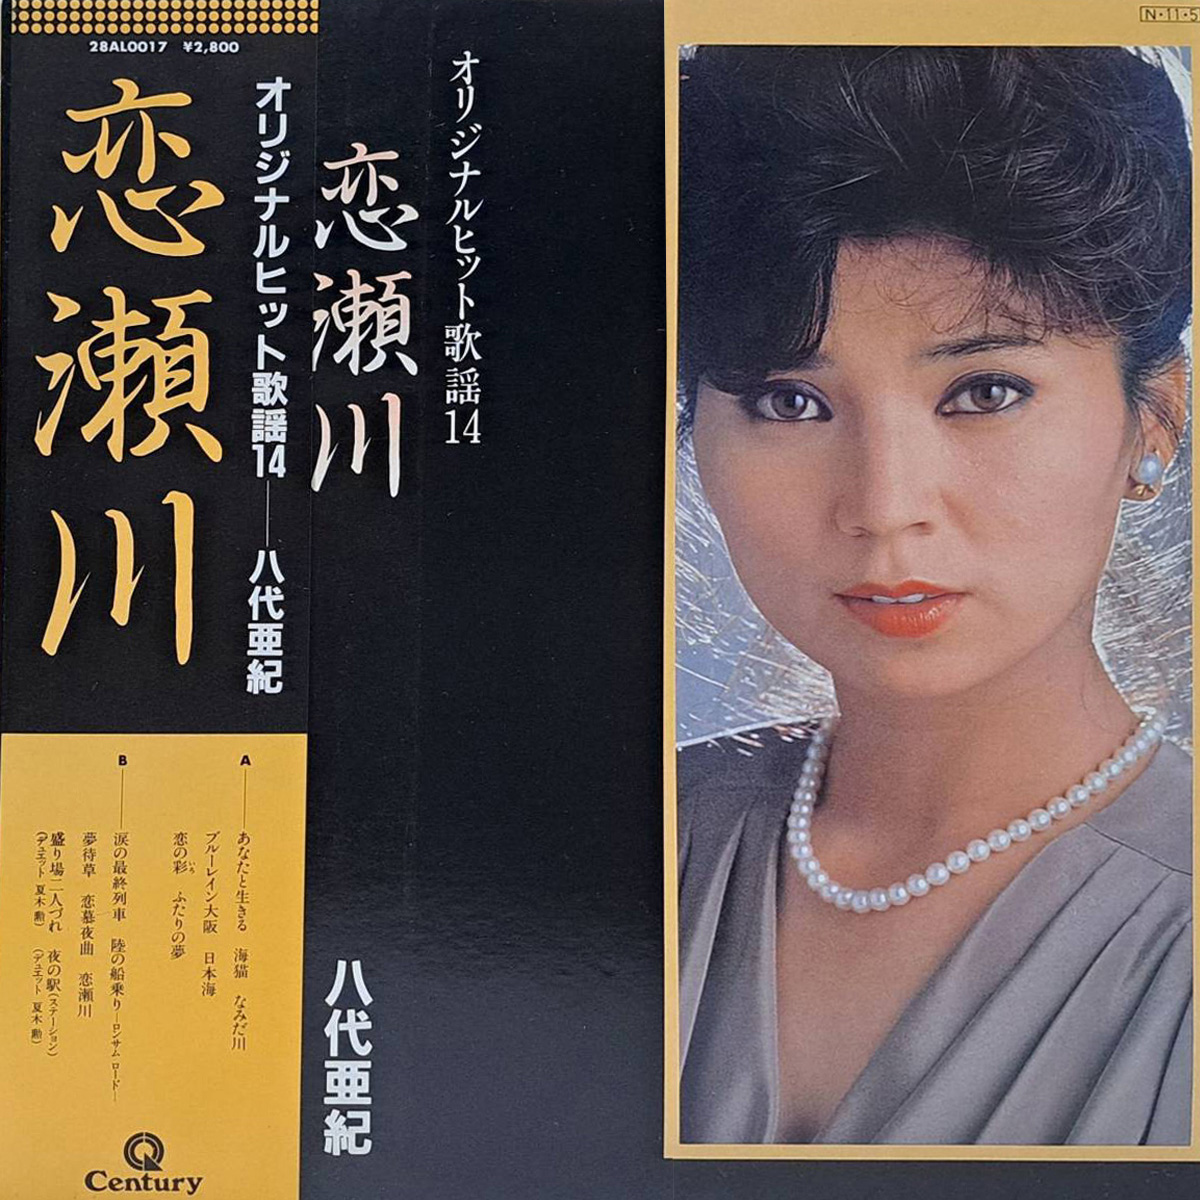 28AL0017 ¥2,800
恋瀬川
オリジナルヒット歌謡14――八代亜紀
A――あなたと生きる 海猫 なみだ川
ブルーレイン大阪 日本海
恋の彩(いろ) ふたりの夢
B――涙の最終列車 陸の船乗り―ロンサム ロード―
夢待草 恋慕夜曲 恋瀬川
盛り場二人づれ 夜の駅(ステーション)
(デュエット 夏木 勲) (デュエット 夏木 勲)
Century
オリジナルヒット歌謡14
恋瀬川
八代亜紀
N・11・5